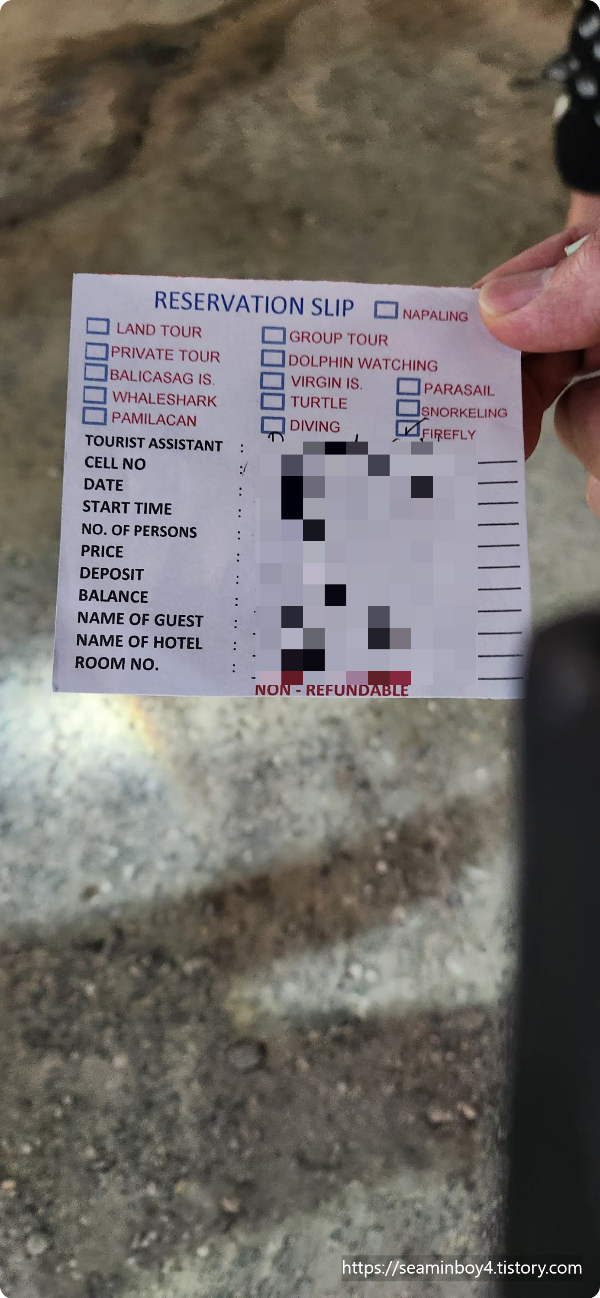 RESERVATION SLIP
NAPALING
LAND TOUR
PRIVATE TOUR
BALICASAG IS.
WHALESHARK
PAMILACAN
GROUP TOUR
DOLPHIN WATCHING
VIRGIN IS.
TURTLE
DIVING
PARASAIL
SNORKELING
FIREFLY
TOURIST ASSISTANT :
CELL NO :
DATE :
START TIME :
NO. OF PERSONS :
PRICE :
DEPOSIT :
BALANCE :
NAME OF GUEST :
NAME OF HOTEL :
ROOM NO. :
NON - REFUNDABLE
https://seaminboy4.tistory.com